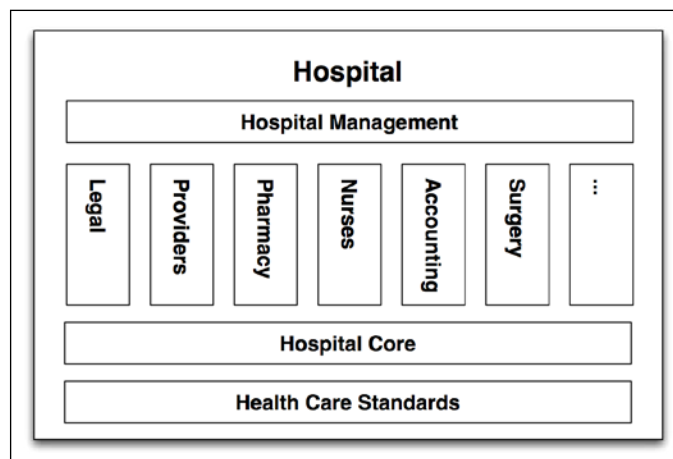 Hospital
Hospital Management
Legal
Providers
Pharmacy
Nurses
Accounting
Surgery
...
Hospital Core
Health Care Standards